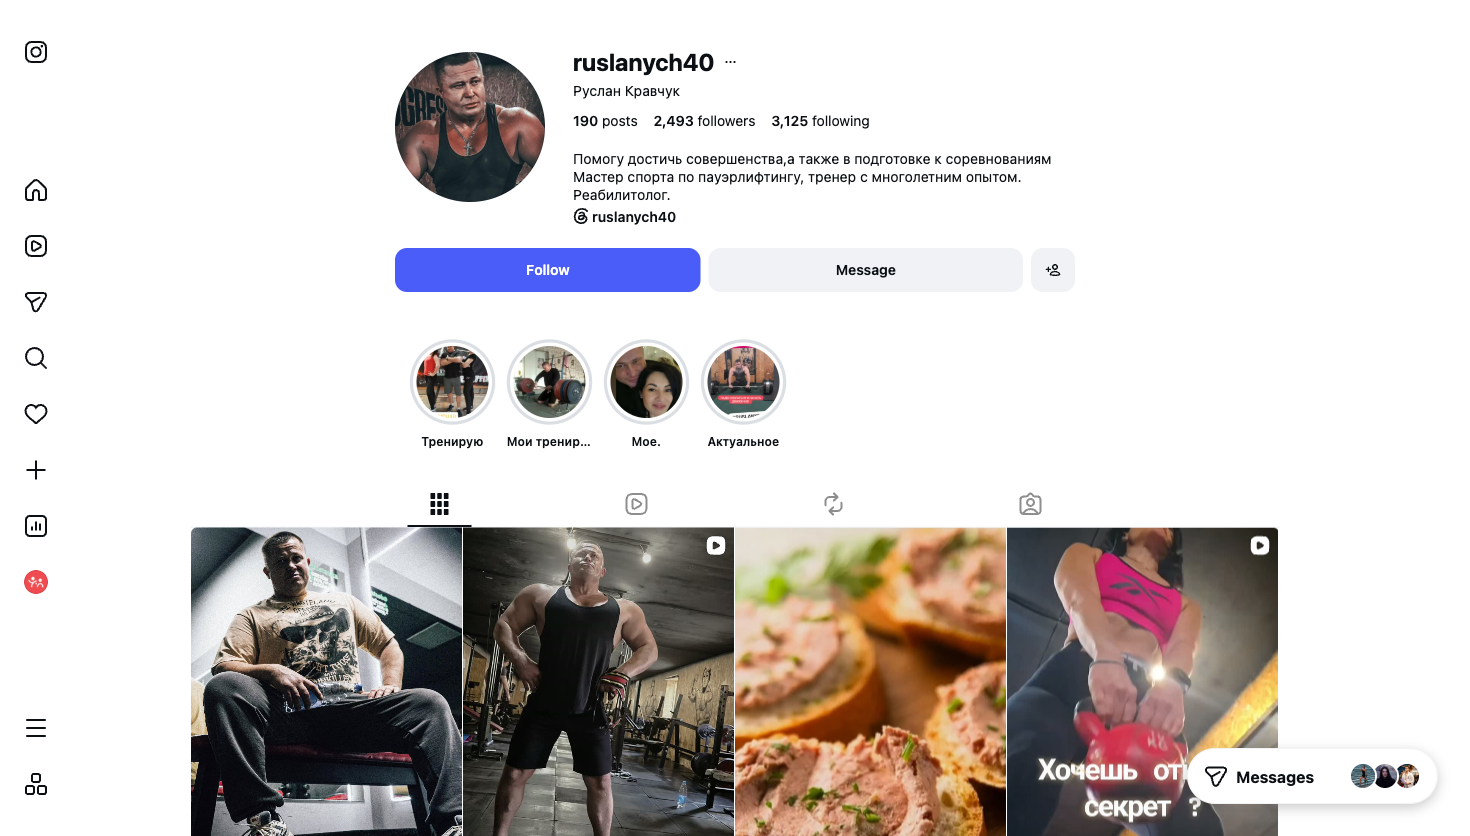 ruslanych40 ...
Руслан Кравчук
190 posts 2,493 followers 3,125 following
Помогу достичь совершенства,а также в подготовке к соревнованиям
Мастер спорта по пауэрлифтингу, тренер с многолетним опытом.
Реабилитолог.
ruslanych40
Follow
Message
Тренирую
Мои тренир...
Мое.
Актуальное
Хочешь
секрет ?
Messages